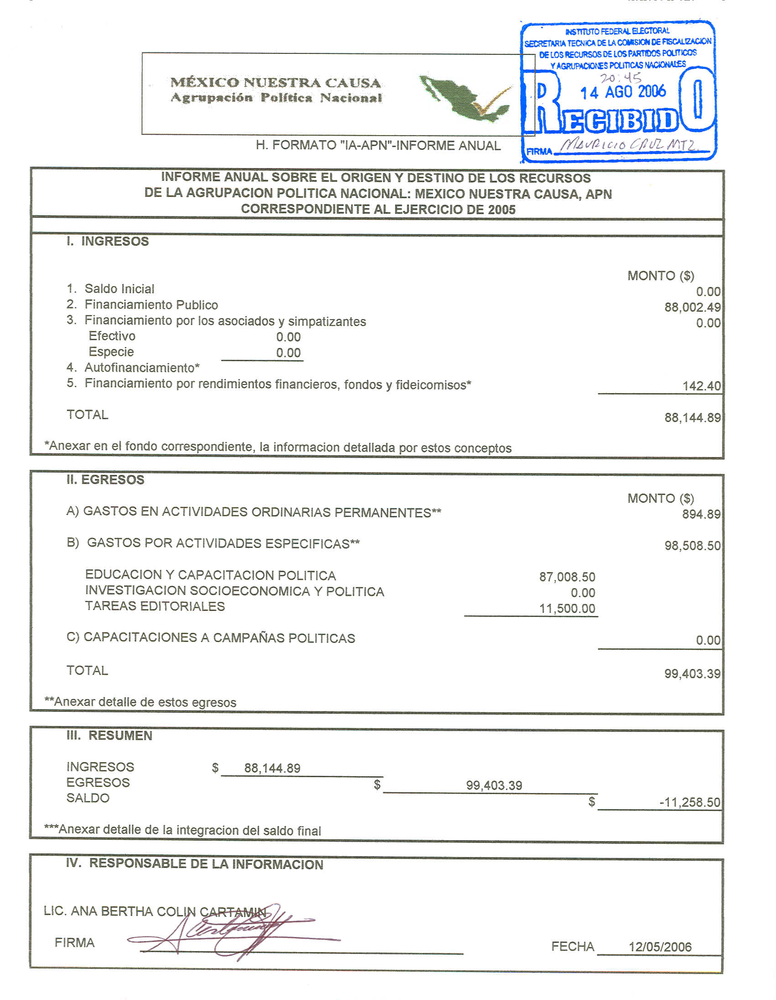 INSTITUTO FEDERAL ELECTORAL
SECRETARIA TECNICA DE LA COMISION DE FISCALIZACION
DE LOS RECURSOS DE LOS PARTIDOS POLITICOS
Y AGRUPACIONES POLITICAS NACIONALES
20:45
14 AGO 2006
RECIBIDO
FIRMA MAURICIO CRUZ MTZ.
MÉXICO NUESTRA CAUSA
Agrupación Política Nacional
H. FORMATO "IA-APN"-INFORME ANUAL
INFORME ANUAL SOBRE EL ORIGEN Y DESTINO DE LOS RECURSOS
DE LA AGRUPACION POLITICA NACIONAL: MEXICO NUESTRA CAUSA, APN
CORRESPONDIENTE AL EJERCICIO DE 2005
I. INGRESOS
MONTO ($)
1. Saldo Inicial 0.00
2. Financiamiento Publico 88,002.49
3. Financiamiento por los asociados y simpatizantes 0.00
Efectivo 0.00
Especie 0.00
4. Autofinanciamiento*
5. Financiamiento por rendimientos financieros, fondos y fideicomisos* 142.40
TOTAL 88,144.89
*Anexar en el fondo correspondiente, la informacion detallada por estos conceptos
II. EGRESOS
MONTO ($)
A) GASTOS EN ACTIVIDADES ORDINARIAS PERMANENTES** 894.89
B) GASTOS POR ACTIVIDADES ESPECIFICAS** 98,508.50
EDUCACION Y CAPACITACION POLITICA 87,008.50
INVESTIGACION SOCIOECONOMICA Y POLITICA 0.00
TAREAS EDITORIALES 11,500.00
C) CAPACITACIONES A CAMPAÑAS POLITICAS 0.00
TOTAL 99,403.39
**Anexar detalle de estos egresos
III. RESUMEN
INGRESOS $ 88,144.89
EGRESOS $ 99,403.39
SALDO $ -11,258.50
***Anexar detalle de la integracion del saldo final
IV. RESPONSABLE DE LA INFORMACION
LIC. ANA BERTHA COLIN CARTAMIN
FIRMA
FECHA 12/05/2006